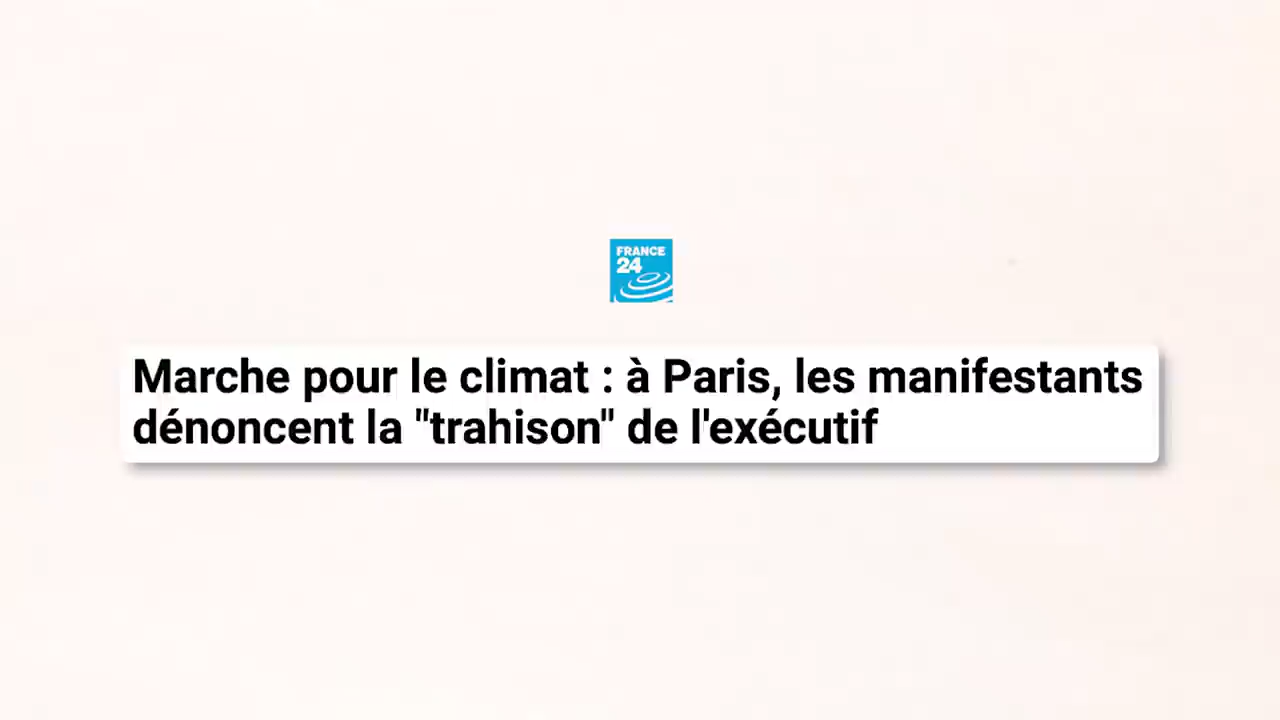 FRANCE
24
Marche pour le climat : à Paris, les manifestants
dénoncent la "trahison" de l'exécutif